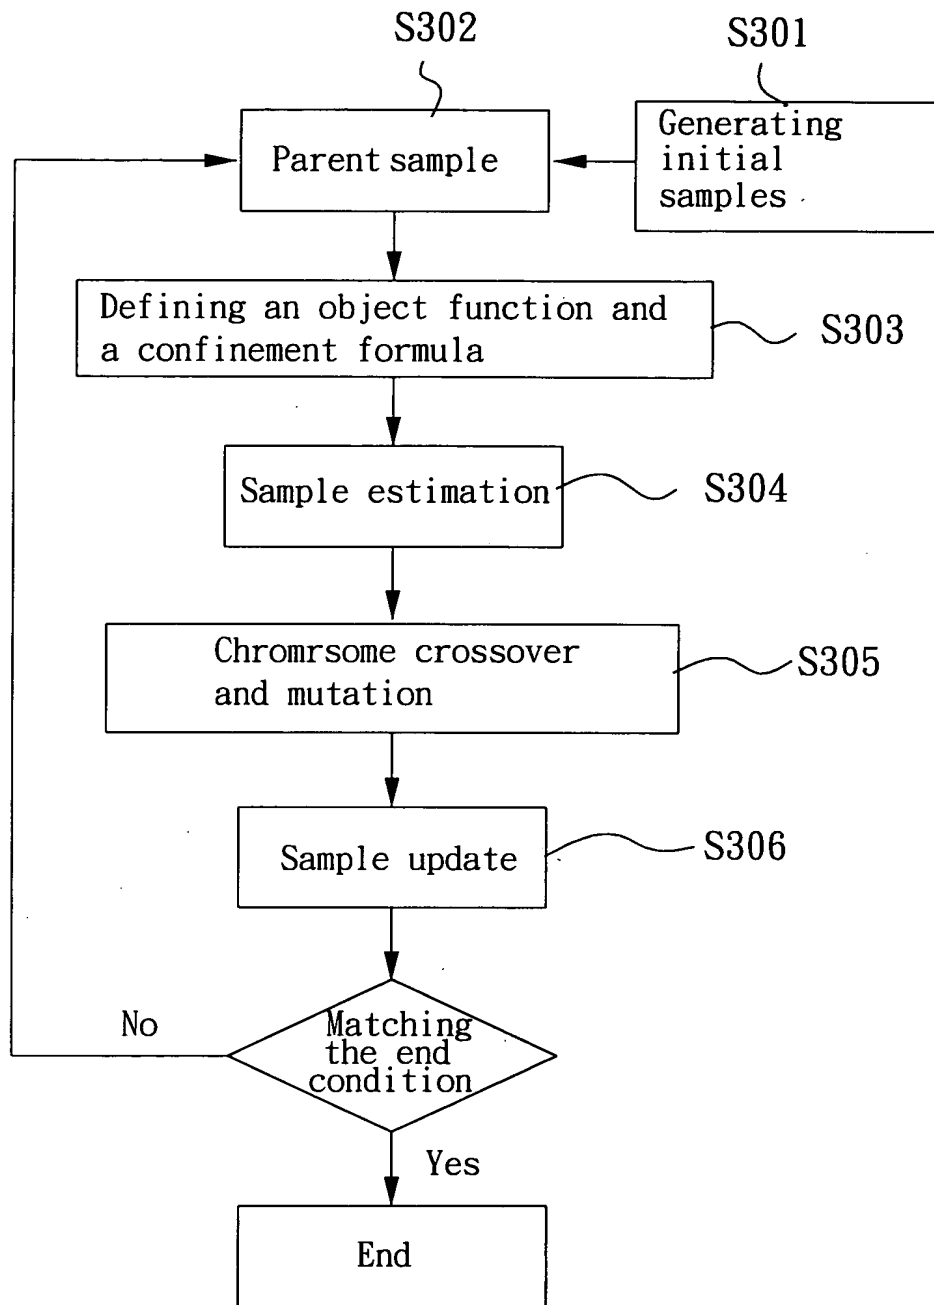 S302
S301
Parent sample
Generating
initial
samples
Defining an object function and
a confinement formula
S303
Sample estimation
S304
Chromrsome crossover
and mutation
S305
Sample update
S306
No
Matching
the end
condition
Yes
End